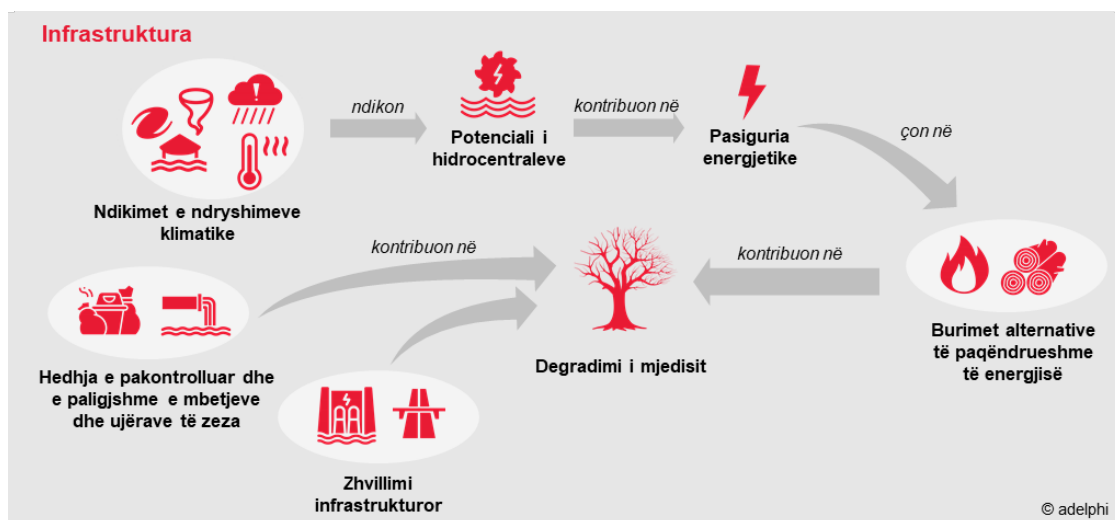 Infrastruktura
ndikon
kontribuon në
Potenciali i
hidrocentraleve
Pasiguria
energjetike
çon në
Ndikimet e ndryshimeve
klimatike
kontribuon në
kontribuon në
Degradimi i mjedisit
Burimet alternative
të paqëndrueshme
të energjisë
Hedhja e pakontrolluar dhe
e paligjshme e mbetjeve
dhe ujërave të zeza
Zhvillimi
infrastrukturor
© adelphi